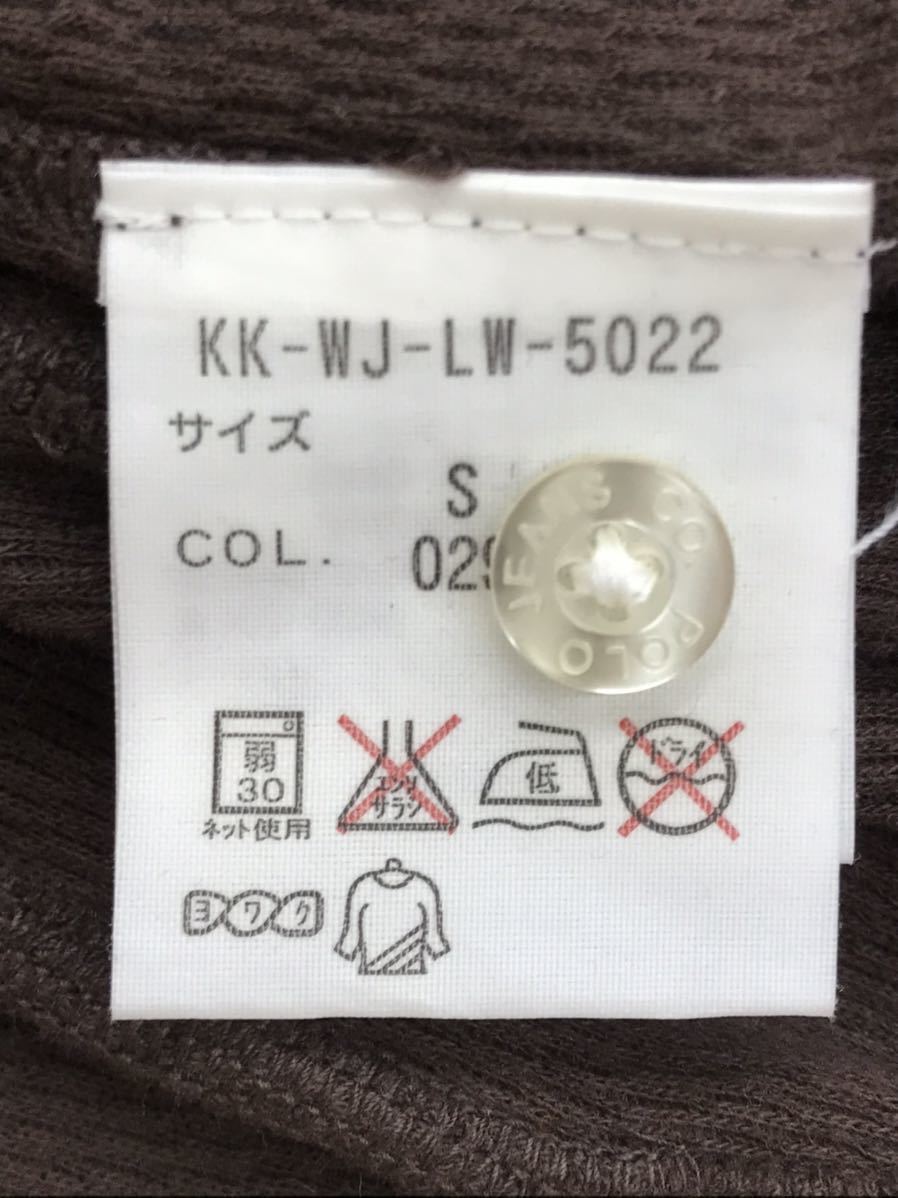 KK-WJ-LW-5022
サイズ
S
COL. 029
POLO JEANS CO
弱
30
ネット使用
エンソ
サラシ
低
ドライ
ヨワク